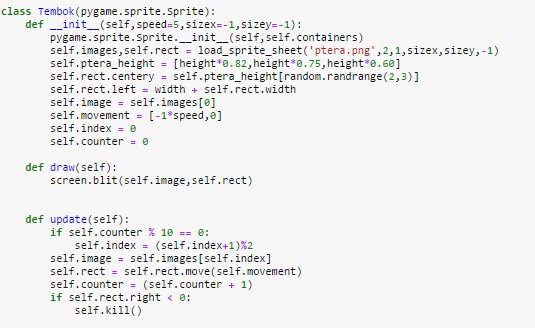 class Tembok(pygame.sprite.Sprite):
    def __init__(self,speed=5,sizex=-1,sizey=-1):
        pygame.sprite.Sprite.__init__(self,self.containers)
        self.images,self.rect = load_sprite_sheet('ptera.png',2,1,sizex,sizey,-1)
        self.ptera_height = [height*0.82,height*0.75,height*0.60]
        self.rect.centery = self.ptera_height[random.randrange(2,3)]
        self.rect.left = width + self.rect.width
        self.image = self.images[0]
        self.movement = [-1*speed,0]
        self.index = 0
        self.counter = 0

    def draw(self):
        screen.blit(self.image,self.rect)


    def update(self):
        if self.counter % 10 == 0:
            self.index = (self.index+1)%2
        self.image = self.images[self.index]
        self.rect = self.rect.move(self.movement)
        self.counter = (self.counter + 1)
        if self.rect.right < 0:
            self.kill()